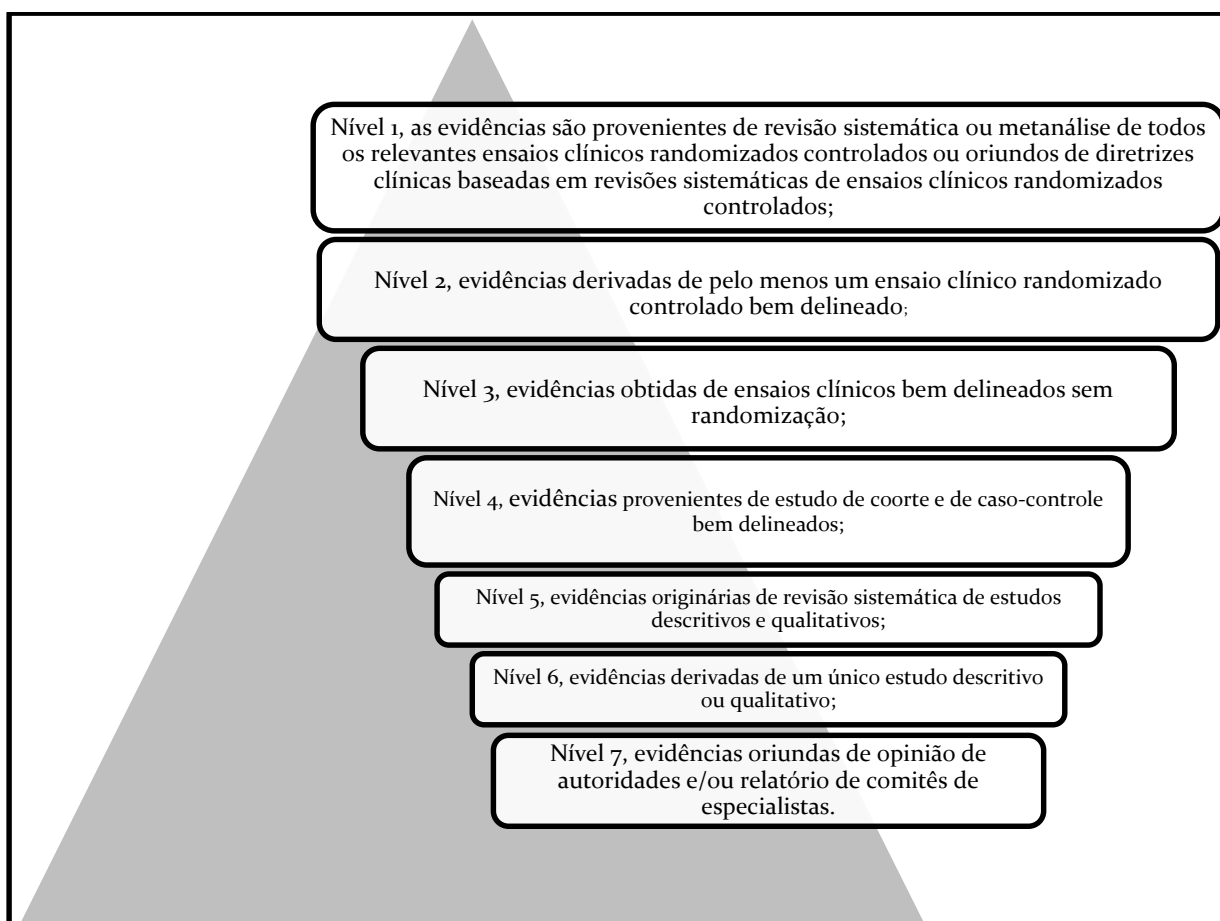 Nível 1, as evidências são provenientes de revisão sistemática ou metanálise de todos
os relevantes ensaios clínicos randomizados controlados ou oriundos de diretrizes
clínicas baseadas em revisões sistemáticas de ensaios clínicos randomizados
controlados;
Nível 2, evidências derivadas de pelo menos um ensaio clínico randomizado
controlado bem delineado;
Nível 3, evidências obtidas de ensaios clínicos bem delineados sem
randomização;
Nível 4, evidências provenientes de estudo de coorte e de caso-controle
bem delineados;
Nível 5, evidências originárias de revisão sistemática de estudos
descritivos e qualitativos;
Nível 6, evidências derivadas de um único estudo descritivo
ou qualitativo;
Nível 7, evidências oriundas de opinião de
autoridades e/ou relatório de comitês de
especialistas.